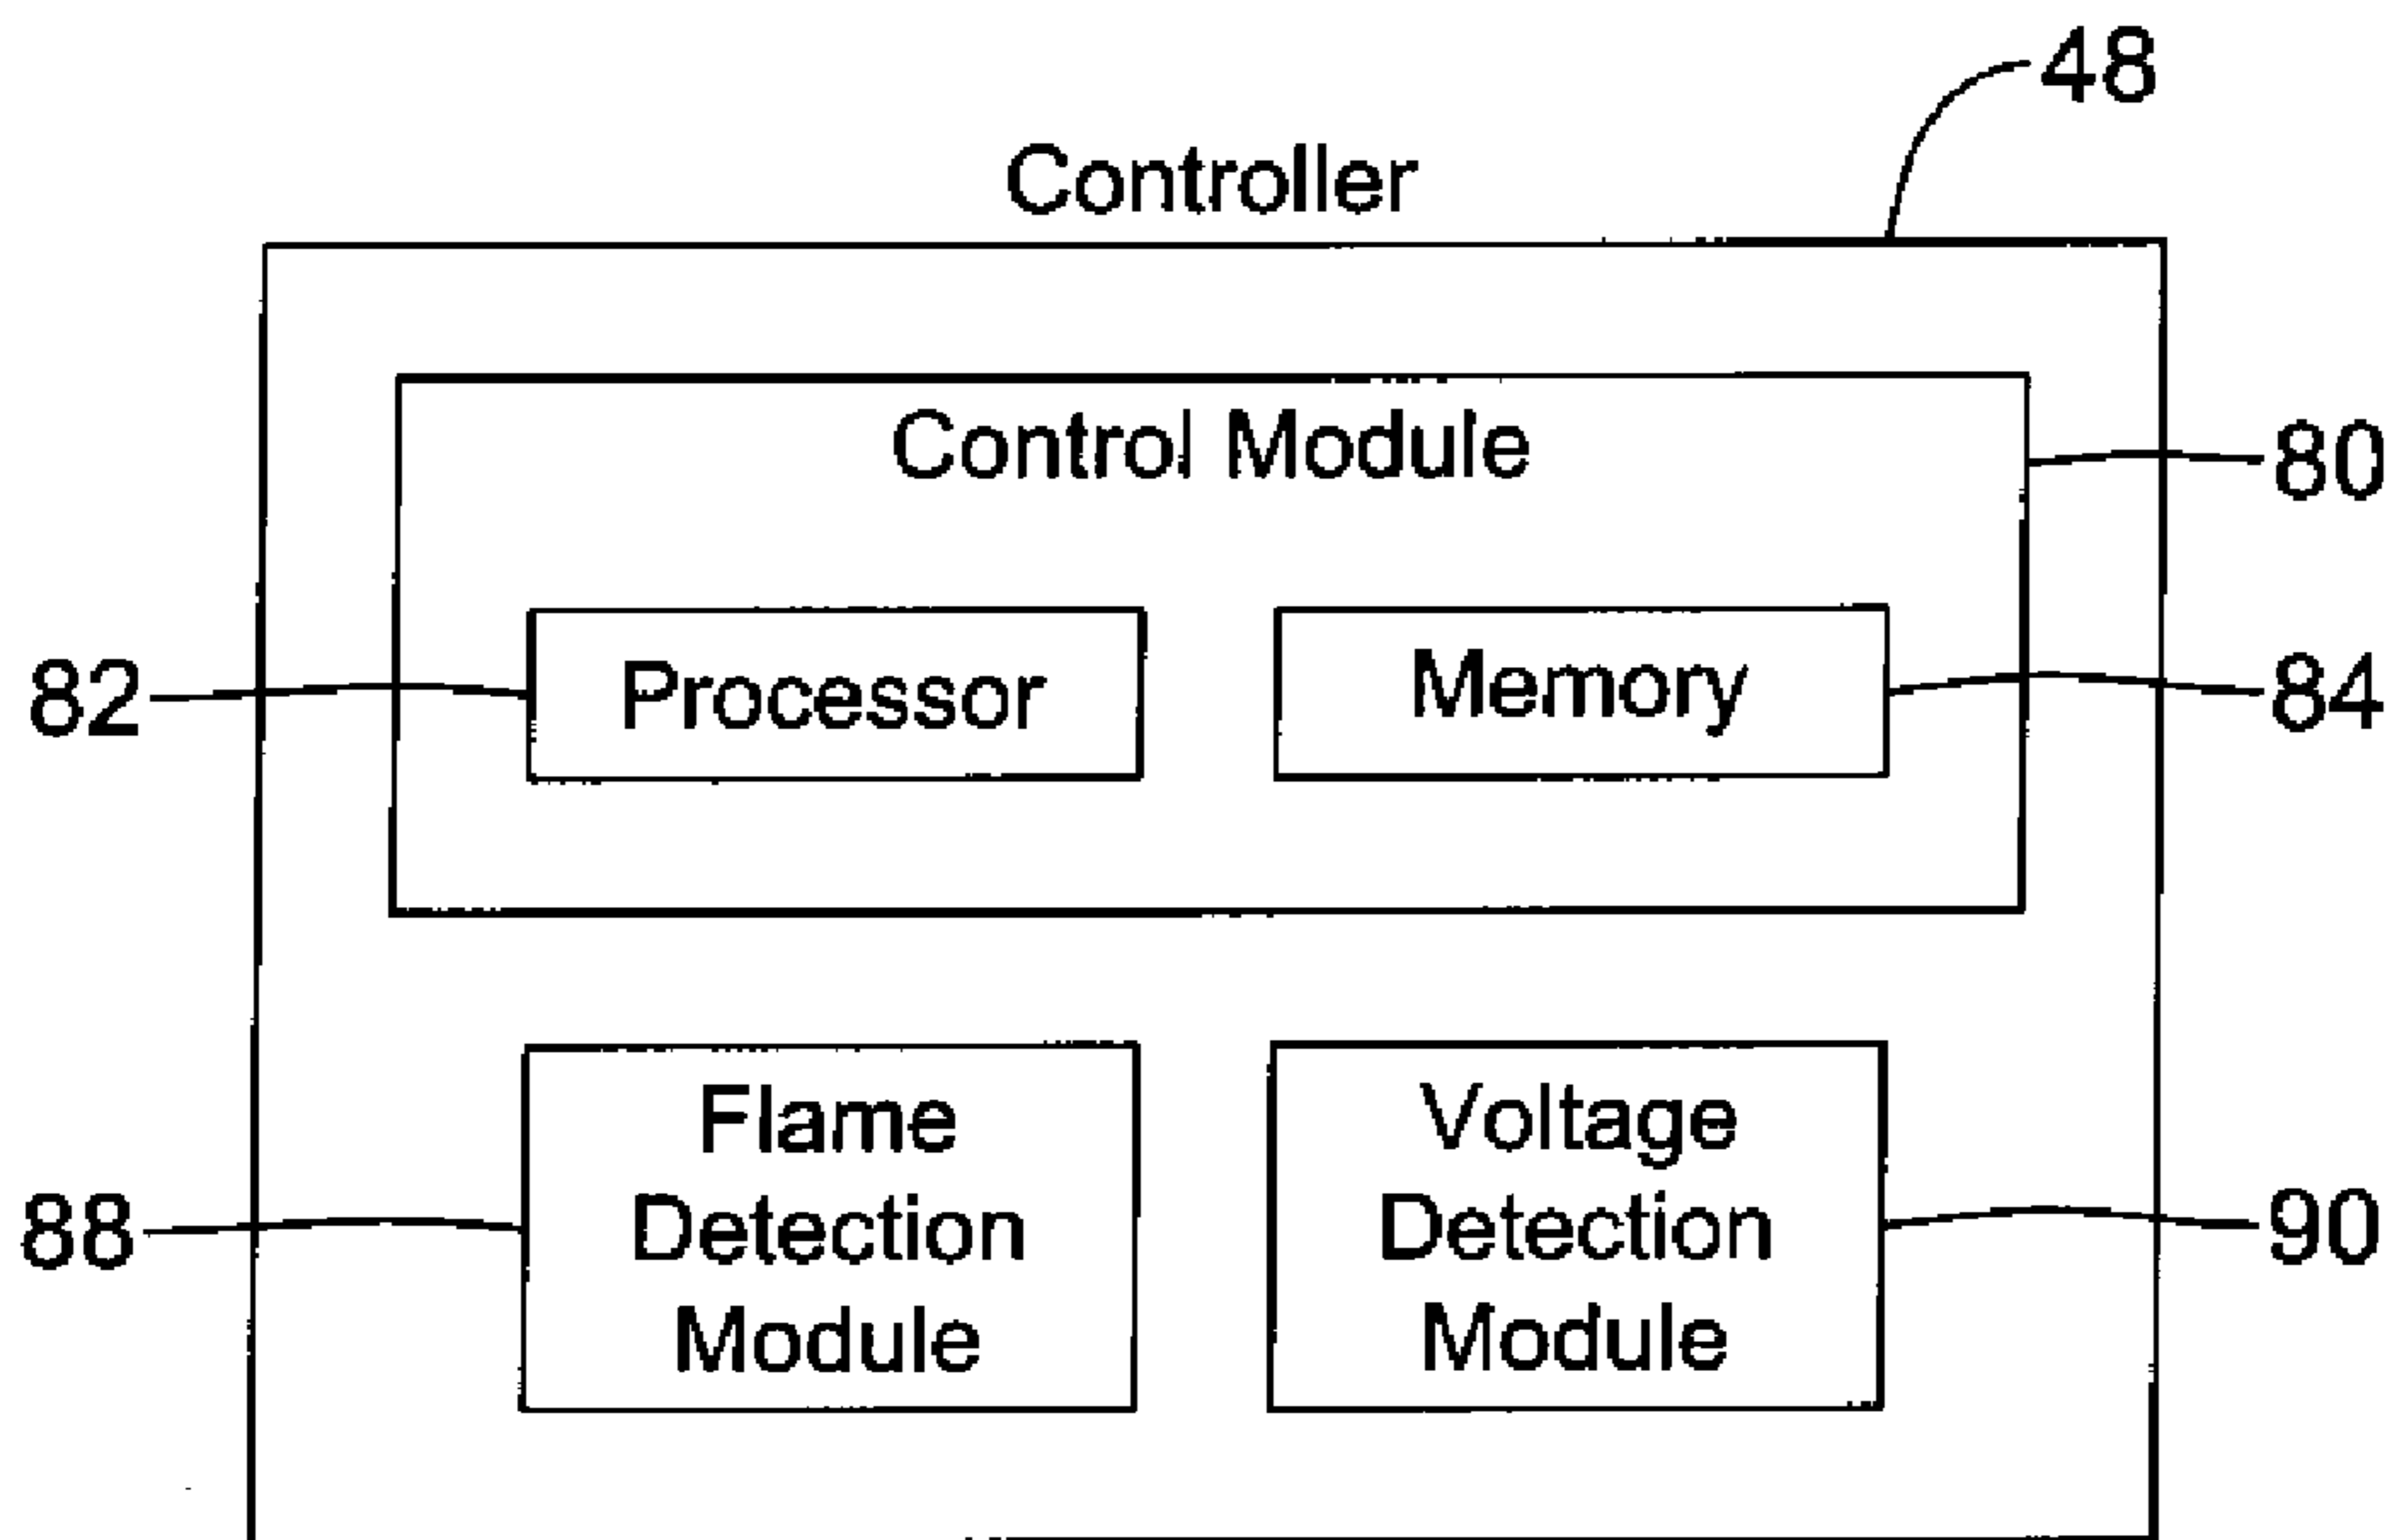 48
Controller
Control Module
80
82
Processor
Memory
84
88
Flame
Detection
Module
Voltage
Detection
Module
90